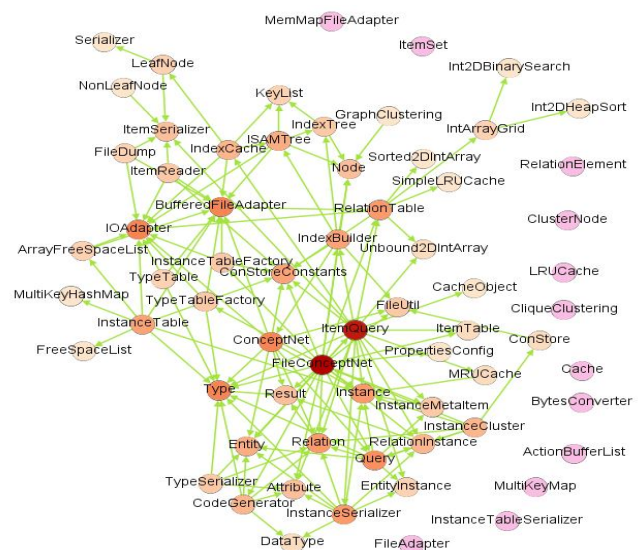 MemMapFileAdapter
Serializer
ItemSet
LeafNode
Int2DBinarySearch
NonLeafNode
KeyList
Int2DHeapSort
GraphClustering
IndexTree
ItemSerializer
IntArrayGrid
ISAMTree
IndexCache
FileDump
Sorted2DIntArray
Node
RelationElement
ItemReader
SimpleLRUCache
BufferedFileAdapter
RelationTable
ClusterNode
IOAdapter
IndexBuilder
ArrayFreeSpaceList
Unbound2DIntArray
InstanceTableFactory
ConStoreConstants
TypeTable
LRUCache
CacheObject
MultiKeyHashMap
TypeTableFactory
FileUtil
CliqueClustering
InstanceTable
ItemQuery
ItemTable
ConceptNet
ConStore
FreeSpaceList
PropertiesConfig
FileConceptNet
Cache
MRUCache
Type
Result
Instance
BytesConverter
InstanceMetaItem
InstanceCluster
Entity
Relation
RelationInstance
ActionBufferList
Query
TypeSerializer
Attribute
EntityInstance
MultiKeyMap
CodeGenerator
InstanceSerializer
InstanceTableSerializer
DataType
FileAdapter